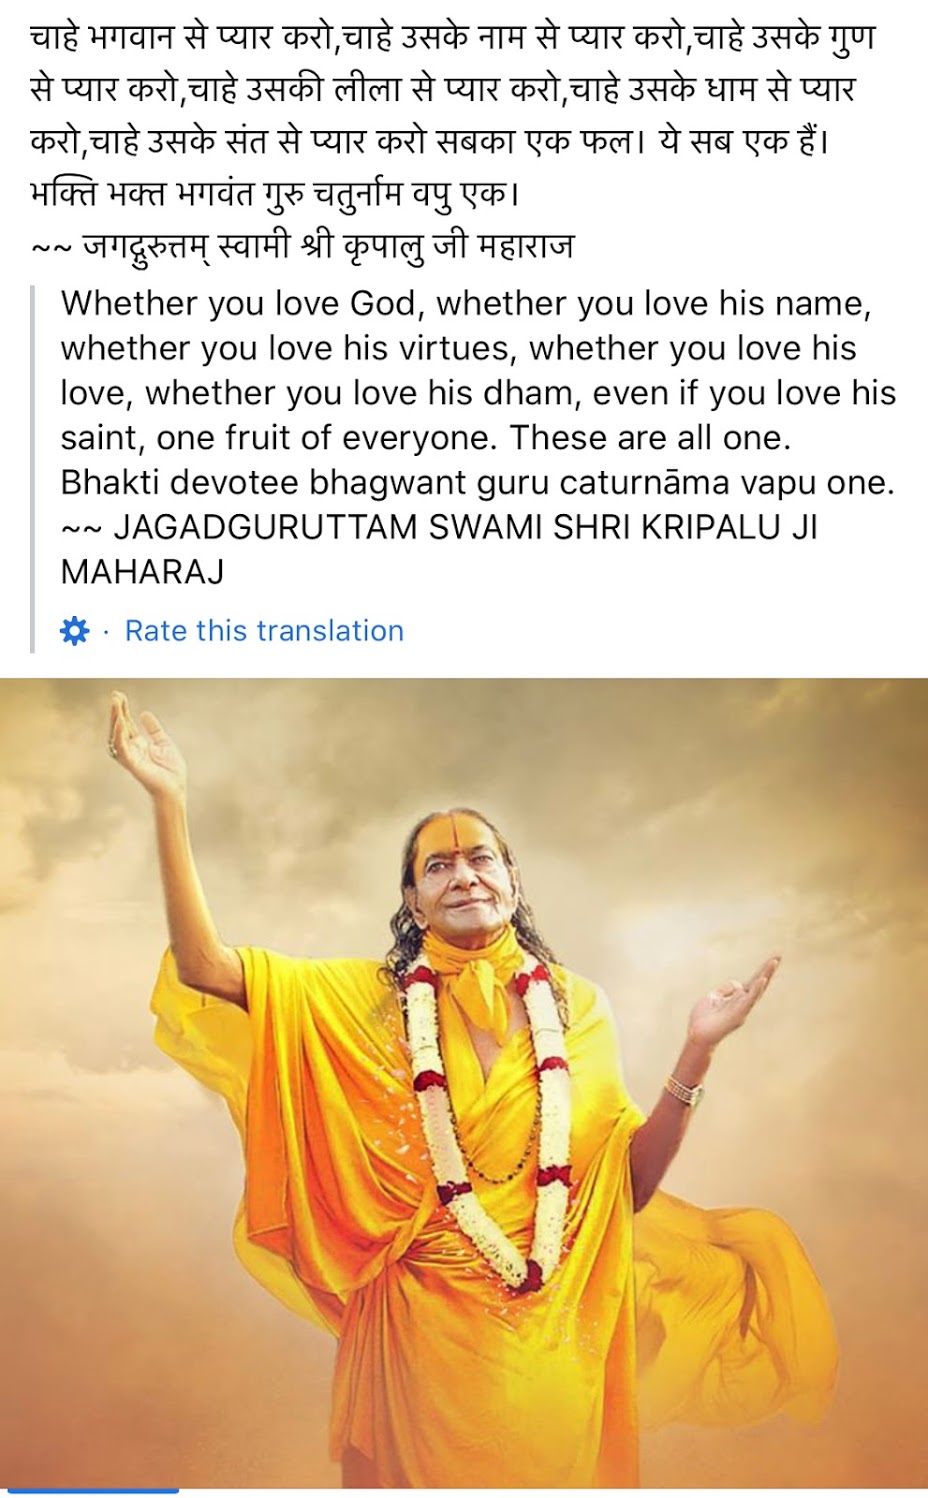 चाहे भगवान से प्यार करो,चाहे उसके नाम से प्यार करो,चाहे उसके गुण
से प्यार करो,चाहे उसकी लीला से प्यार करो,चाहे उसके धाम से प्यार
करो,चाहे उसके संत से प्यार करो सबका एक फल। ये सब एक हैं।
भक्ति भक्त भगवंत गुरु चतुर्नाम वपु एक।
~~ जगद्गुरुत्तम् स्वामी श्री कृपालु जी महाराज
Whether you love God, whether you love his name,
whether you love his virtues, whether you love his
love, whether you love his dham, even if you love his
saint, one fruit of everyone. These are all one.
Bhakti devotee bhagwant guru caturnāma vapu one.
~~ JAGADGURUTTAM SWAMI SHRI KRIPALU JI
MAHARAJ
· Rate this translation